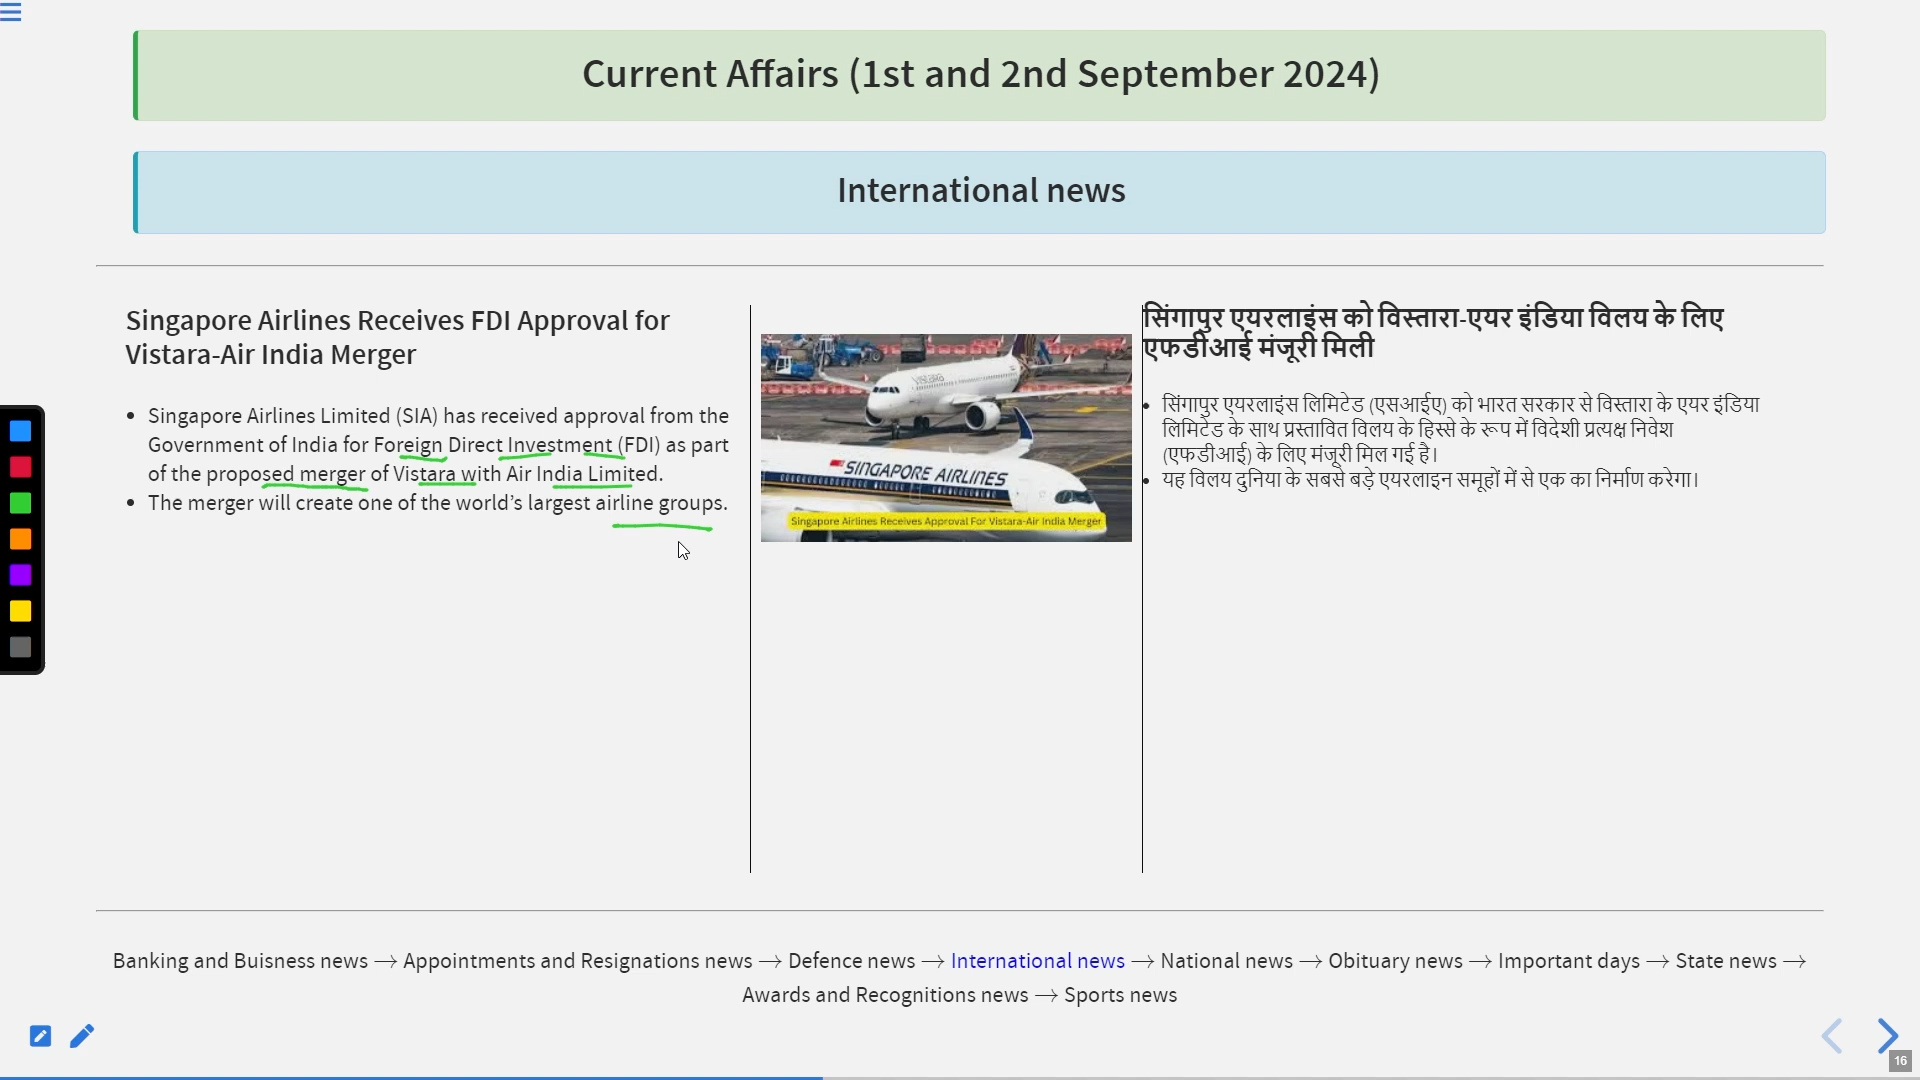 Current Affairs (1st and 2nd September 2024)
International news
Singapore Airlines Receives FDI Approval for
Vistara-Air India Merger
• Singapore Airlines Limited (SIA) has received approval from the
Government of India for Foreign Direct Investment (FDI) as part
of the proposed merger of Vistara with Air India Limited.
• The merger will create one of the world’s largest airline groups.
VISTARA
SINGAPORE AIRLINES
Singapore Airlines Receives Approval For Vistara-Air India Merger
सिंगापुर एयरलाइंस को विस्तारा-एयर इंडिया विलय के लिए
एफडीआई मंजूरी मिली
• सिंगापुर एयरलाइंस लिमिटेड (एसआईए) को भारत सरकार से विस्तारा के एयर इंडिया
लिमिटेड के साथ प्रस्तावित विलय के हिस्से के रूप में विदेशी प्रत्यक्ष निवेश
(एफडीआई) के लिए मंजूरी मिल गई है।
• यह विलय दुनिया के सबसे बड़े एयरलाइन समूहों में से एक का निर्माण करेगा।
Banking and Buisness news → Appointments and Resignations news → Defence news → International news → National news → Obituary news → Important days → State news →
Awards and Recognitions news → Sports news
16